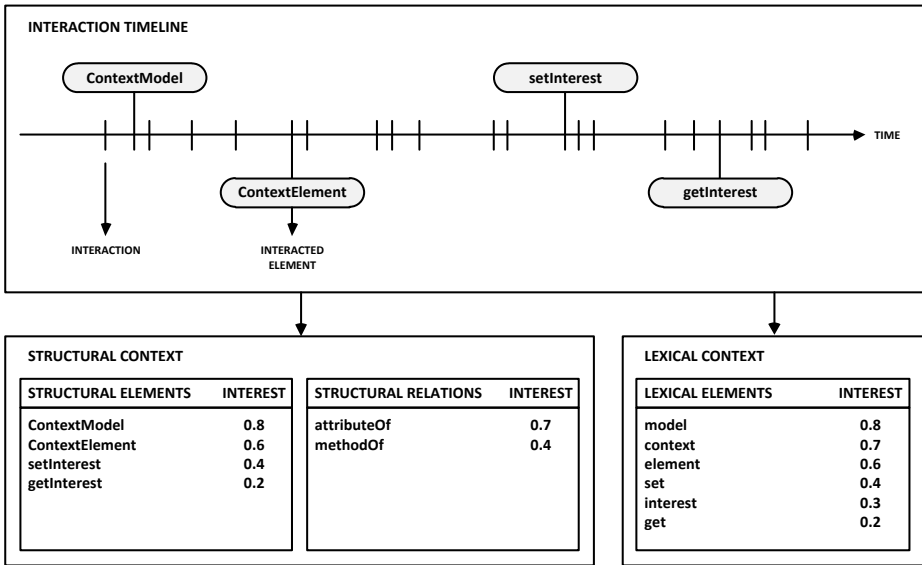 INTERACTION TIMELINE
ContextModel
setInterest
TIME
ContextElement
getInterest
INTERACTION
INTERACTED
ELEMENT
STRUCTURAL CONTEXT
STRUCTURAL ELEMENTS INTEREST
ContextModel 0.8
ContextElement 0.6
setInterest 0.4
getInterest 0.2
STRUCTURAL RELATIONS INTEREST
attributeOf 0.7
methodOf 0.4
LEXICAL CONTEXT
LEXICAL ELEMENTS INTEREST
model 0.8
context 0.7
element 0.6
set 0.4
interest 0.3
get 0.2